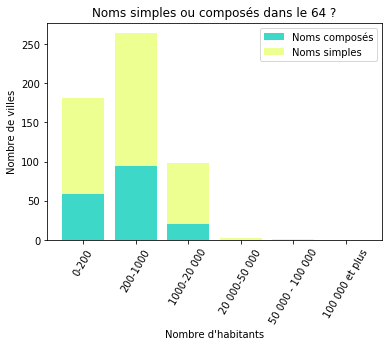 Noms simples ou composés dans le 64 ?
Noms composés
Noms simples
Nombre de villes
250
200
150
100
50
0
0-200
200-1000
1000-20 000
20 000-50 000
50 000 - 100 000
100 000 et plus
Nombre d'habitants